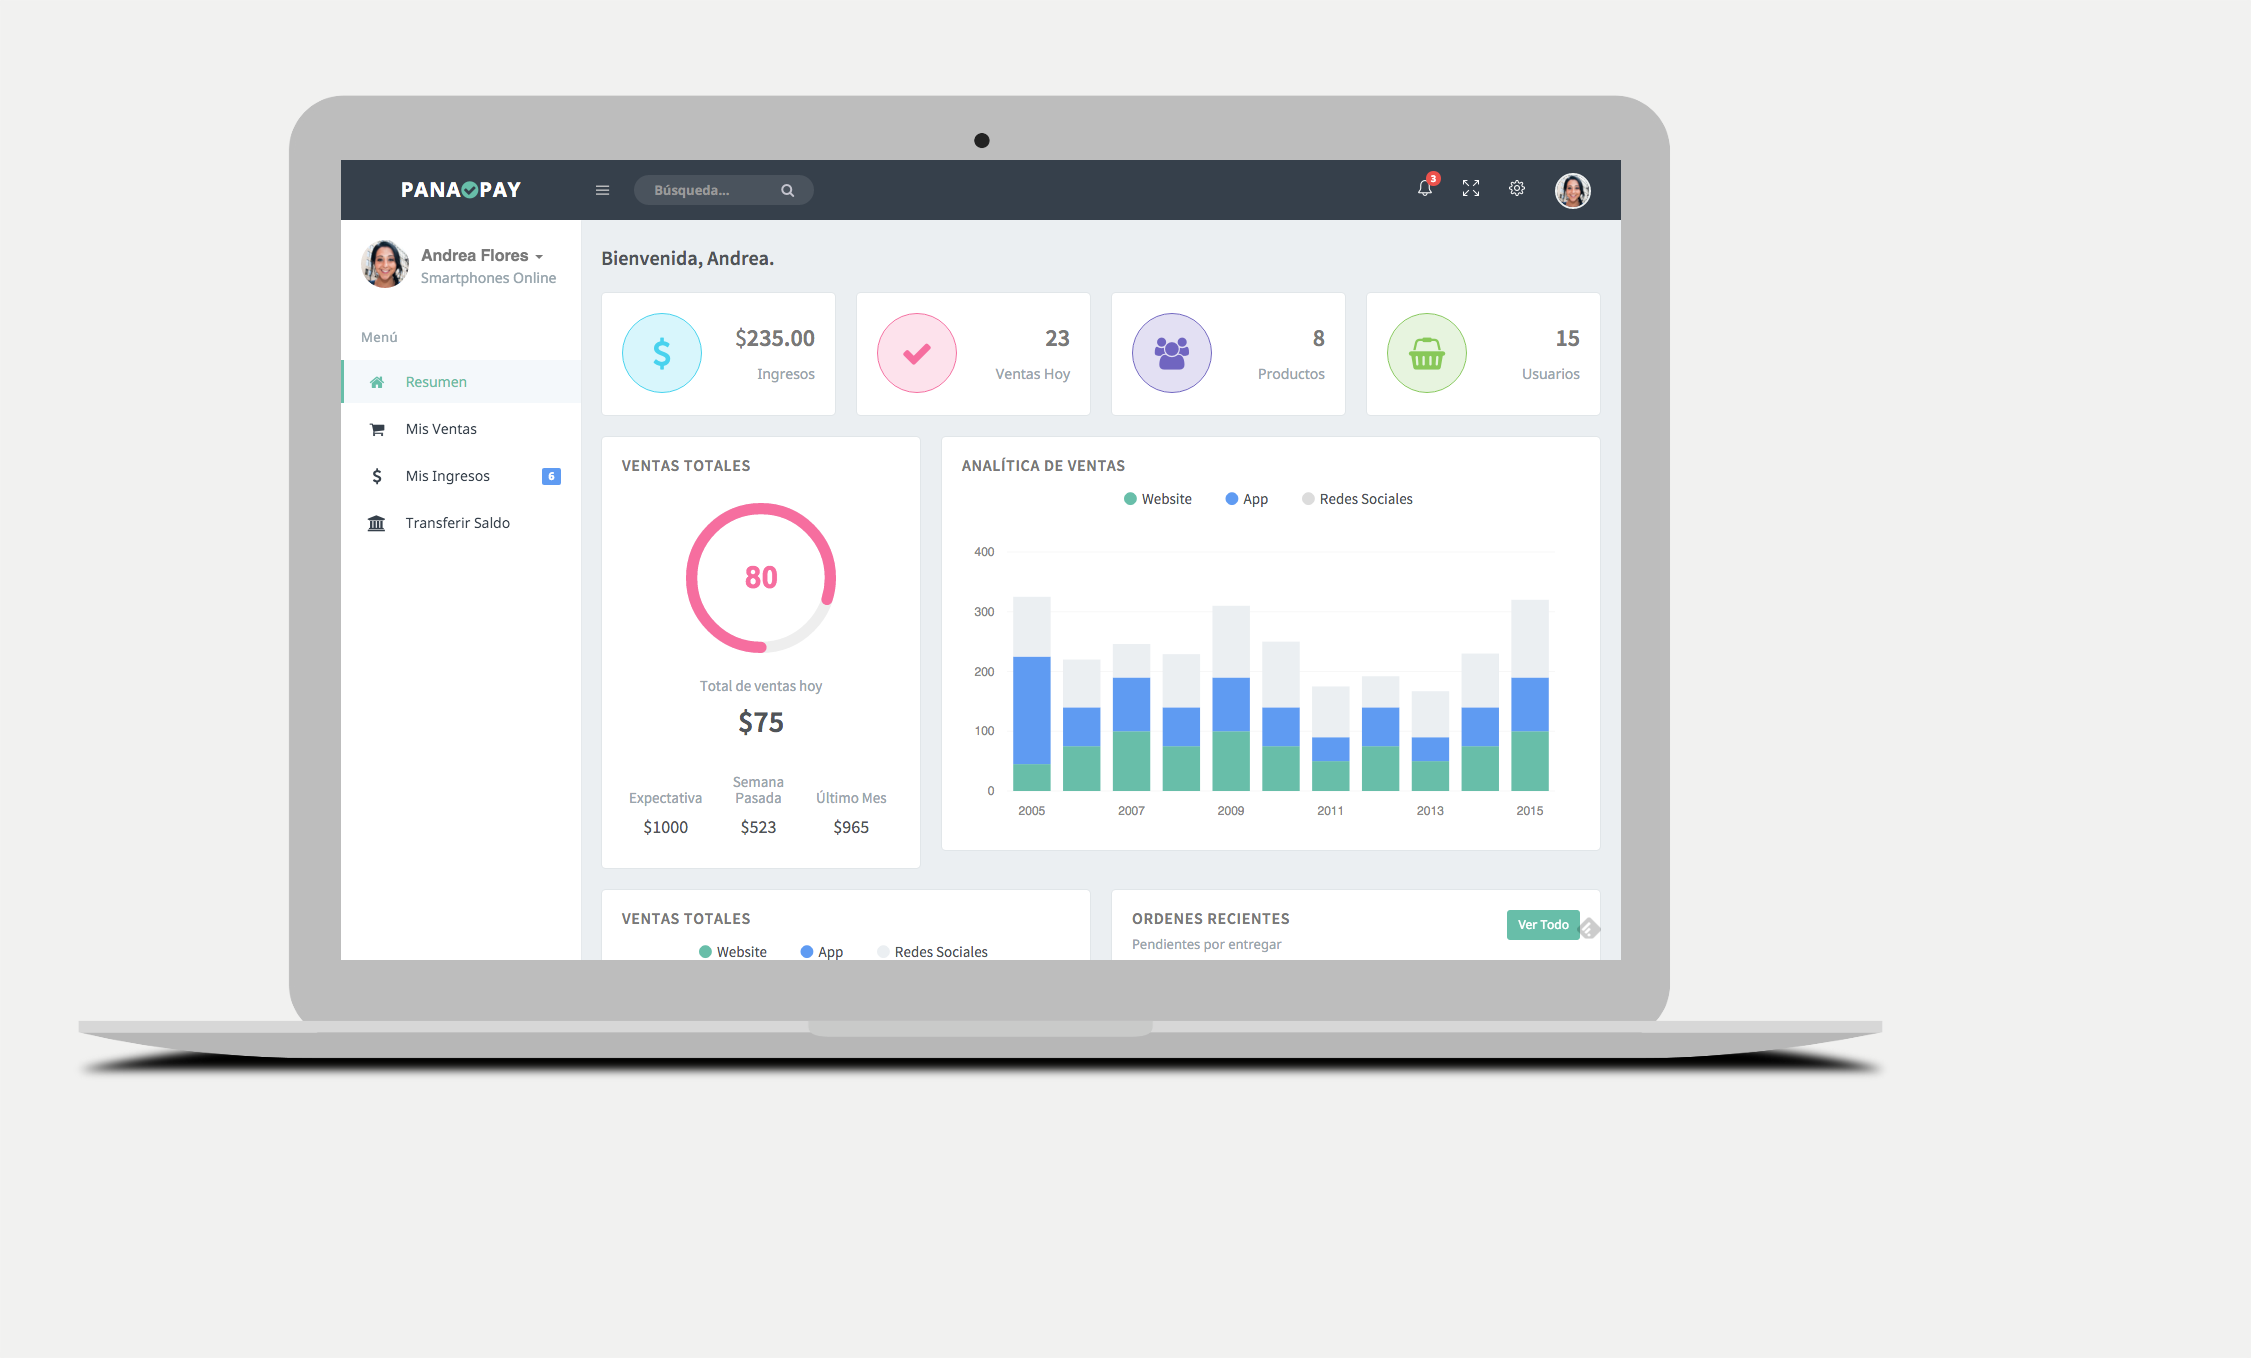 PANA PAY
Búsqueda...
3
Andrea Flores
Smartphones Online
Menú
Resumen
Mis Ventas
Mis Ingresos
6
Transferir Saldo
Bienvenida, Andrea.
$235.00
Ingresos
23
Ventas Hoy
8
Productos
15
Usuarios
VENTAS TOTALES
80
Total de ventas hoy
$75
Expectativa
$1000
Semana
Pasada
$523
Último Mes
$965
ANALÍTICA DE VENTAS
Website
App
Redes Sociales
400
300
200
100
0
2005
2007
2009
2011
2013
2015
VENTAS TOTALES
Website
App
Redes Sociales
ORDENES RECIENTES
Pendientes por entregar
Ver Todo